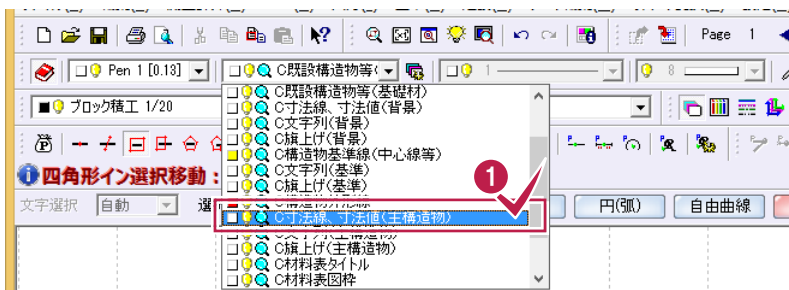 Page 1
Pen 1 [0.13]
C既設構造物等(
1
8
ブロック積工 1/20
四角形イン選択移動:
文字選択
自動
選
C既設構造物等(基礎材)
C寸法線、寸法値(背景)
C文字列(背景)
C旗上げ(背景)
C構造物基準線(中心線等)
C文字列(基準)
C旗上げ(基準)
C寸法線、寸法値(主構造物)
C旗上げ(主構造物)
C材料表タイトル
C材料表図枠
1
円(弧)
自由曲線